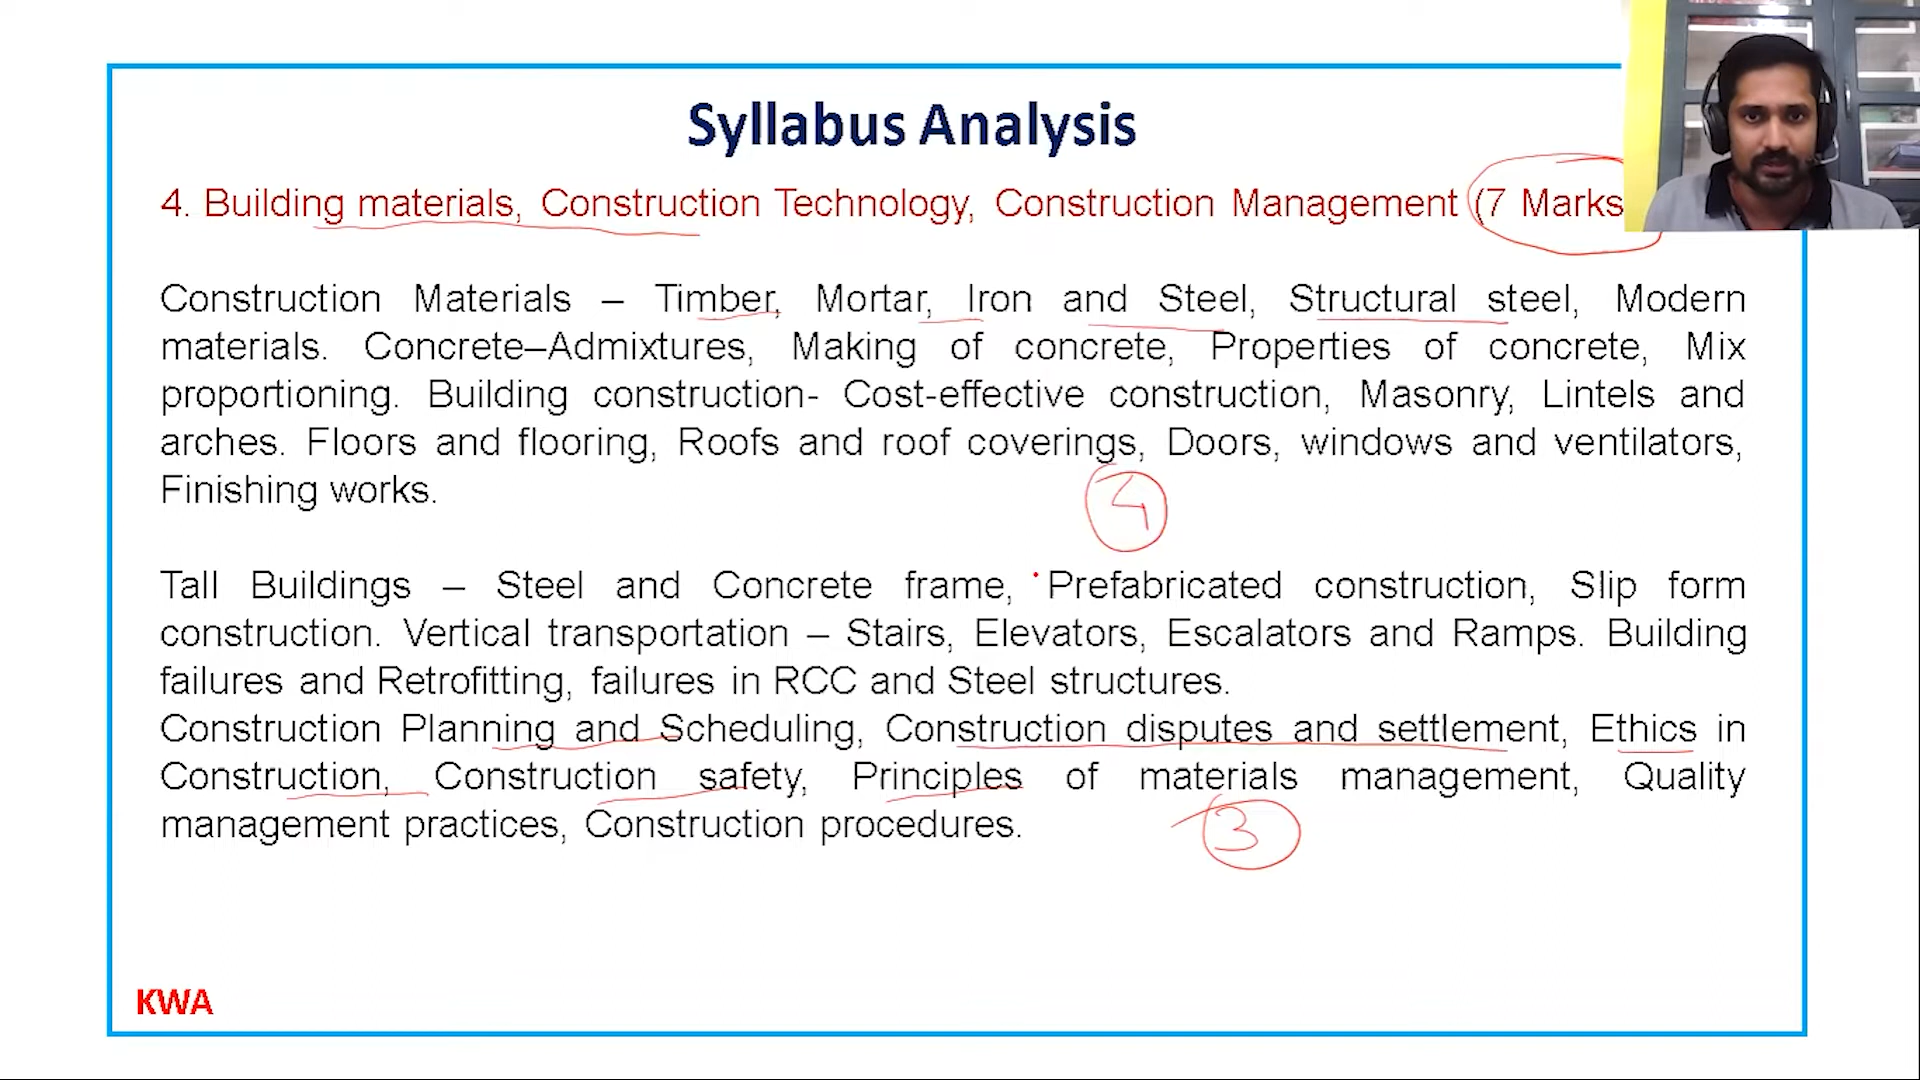 Syllabus Analysis
4. Building materials, Construction Technology, Construction Management (7 Marks
Construction Materials – Timber, Mortar, Iron and Steel, Structural steel, Modern
materials. Concrete–Admixtures, Making of concrete, Properties of concrete, Mix
proportioning. Building construction- Cost-effective construction, Masonry, Lintels and
arches. Floors and flooring, Roofs and roof coverings, Doors, windows and ventilators,
Finishing works.
4
Tall Buildings – Steel and Concrete frame, Prefabricated construction, Slip form
construction. Vertical transportation – Stairs, Elevators, Escalators and Ramps. Building
failures and Retrofitting, failures in RCC and Steel structures.
Construction Planning and Scheduling, Construction disputes and settlement, Ethics in
Construction, Construction safety, Principles of materials management, Quality
management practices, Construction procedures.
3
KWA